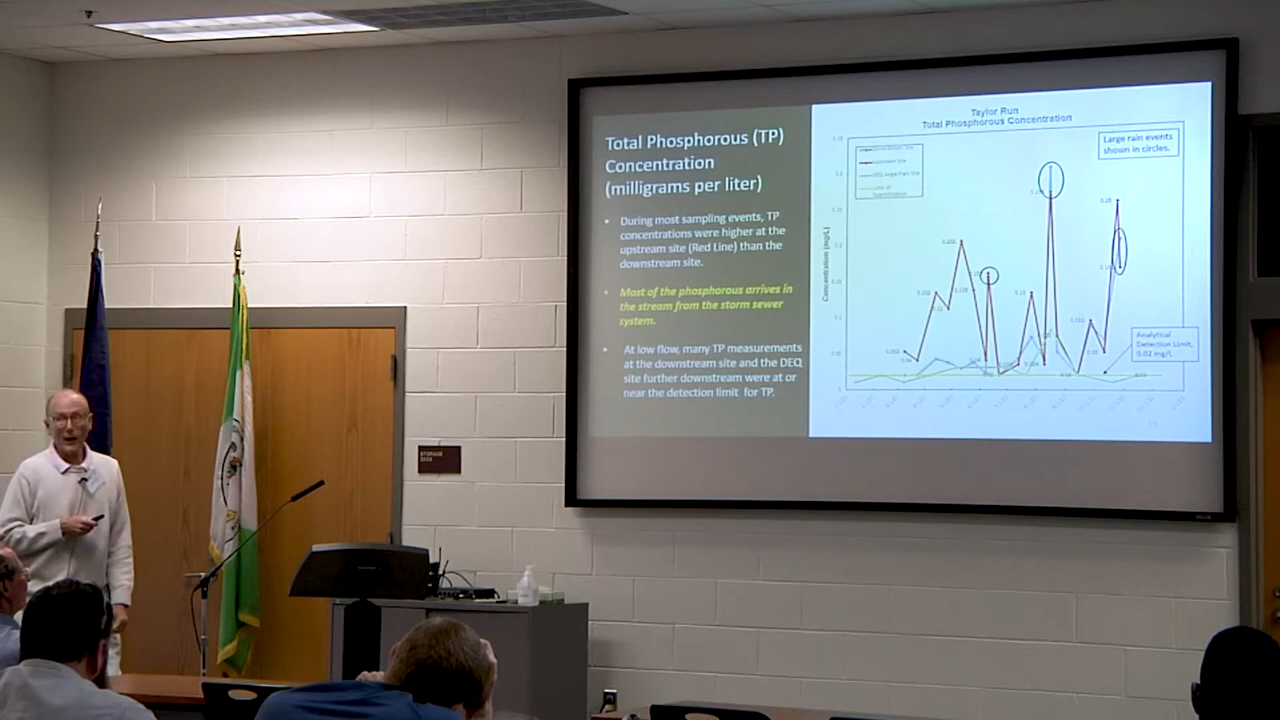 Total Phosphorous (TP)
Concentration
(milligrams per liter)
• During most sampling events, TP
concentrations were higher at the
upstream site (Red Line) than the
downstream site.
• Most of the phosphorous arrives in
the stream from the storm sewer
system.
• At low flow, many TP measurements
at the downstream site and the DEQ
site further downstream were at or
near the detection limit for TP.
Taylor Run
Total Phosphorous Concentration
Large rain events
shown in circles.
Upstream Site
Concentration (mg/L)
Analytical
Detection Limit,
0.02 mg/L
STORAGE